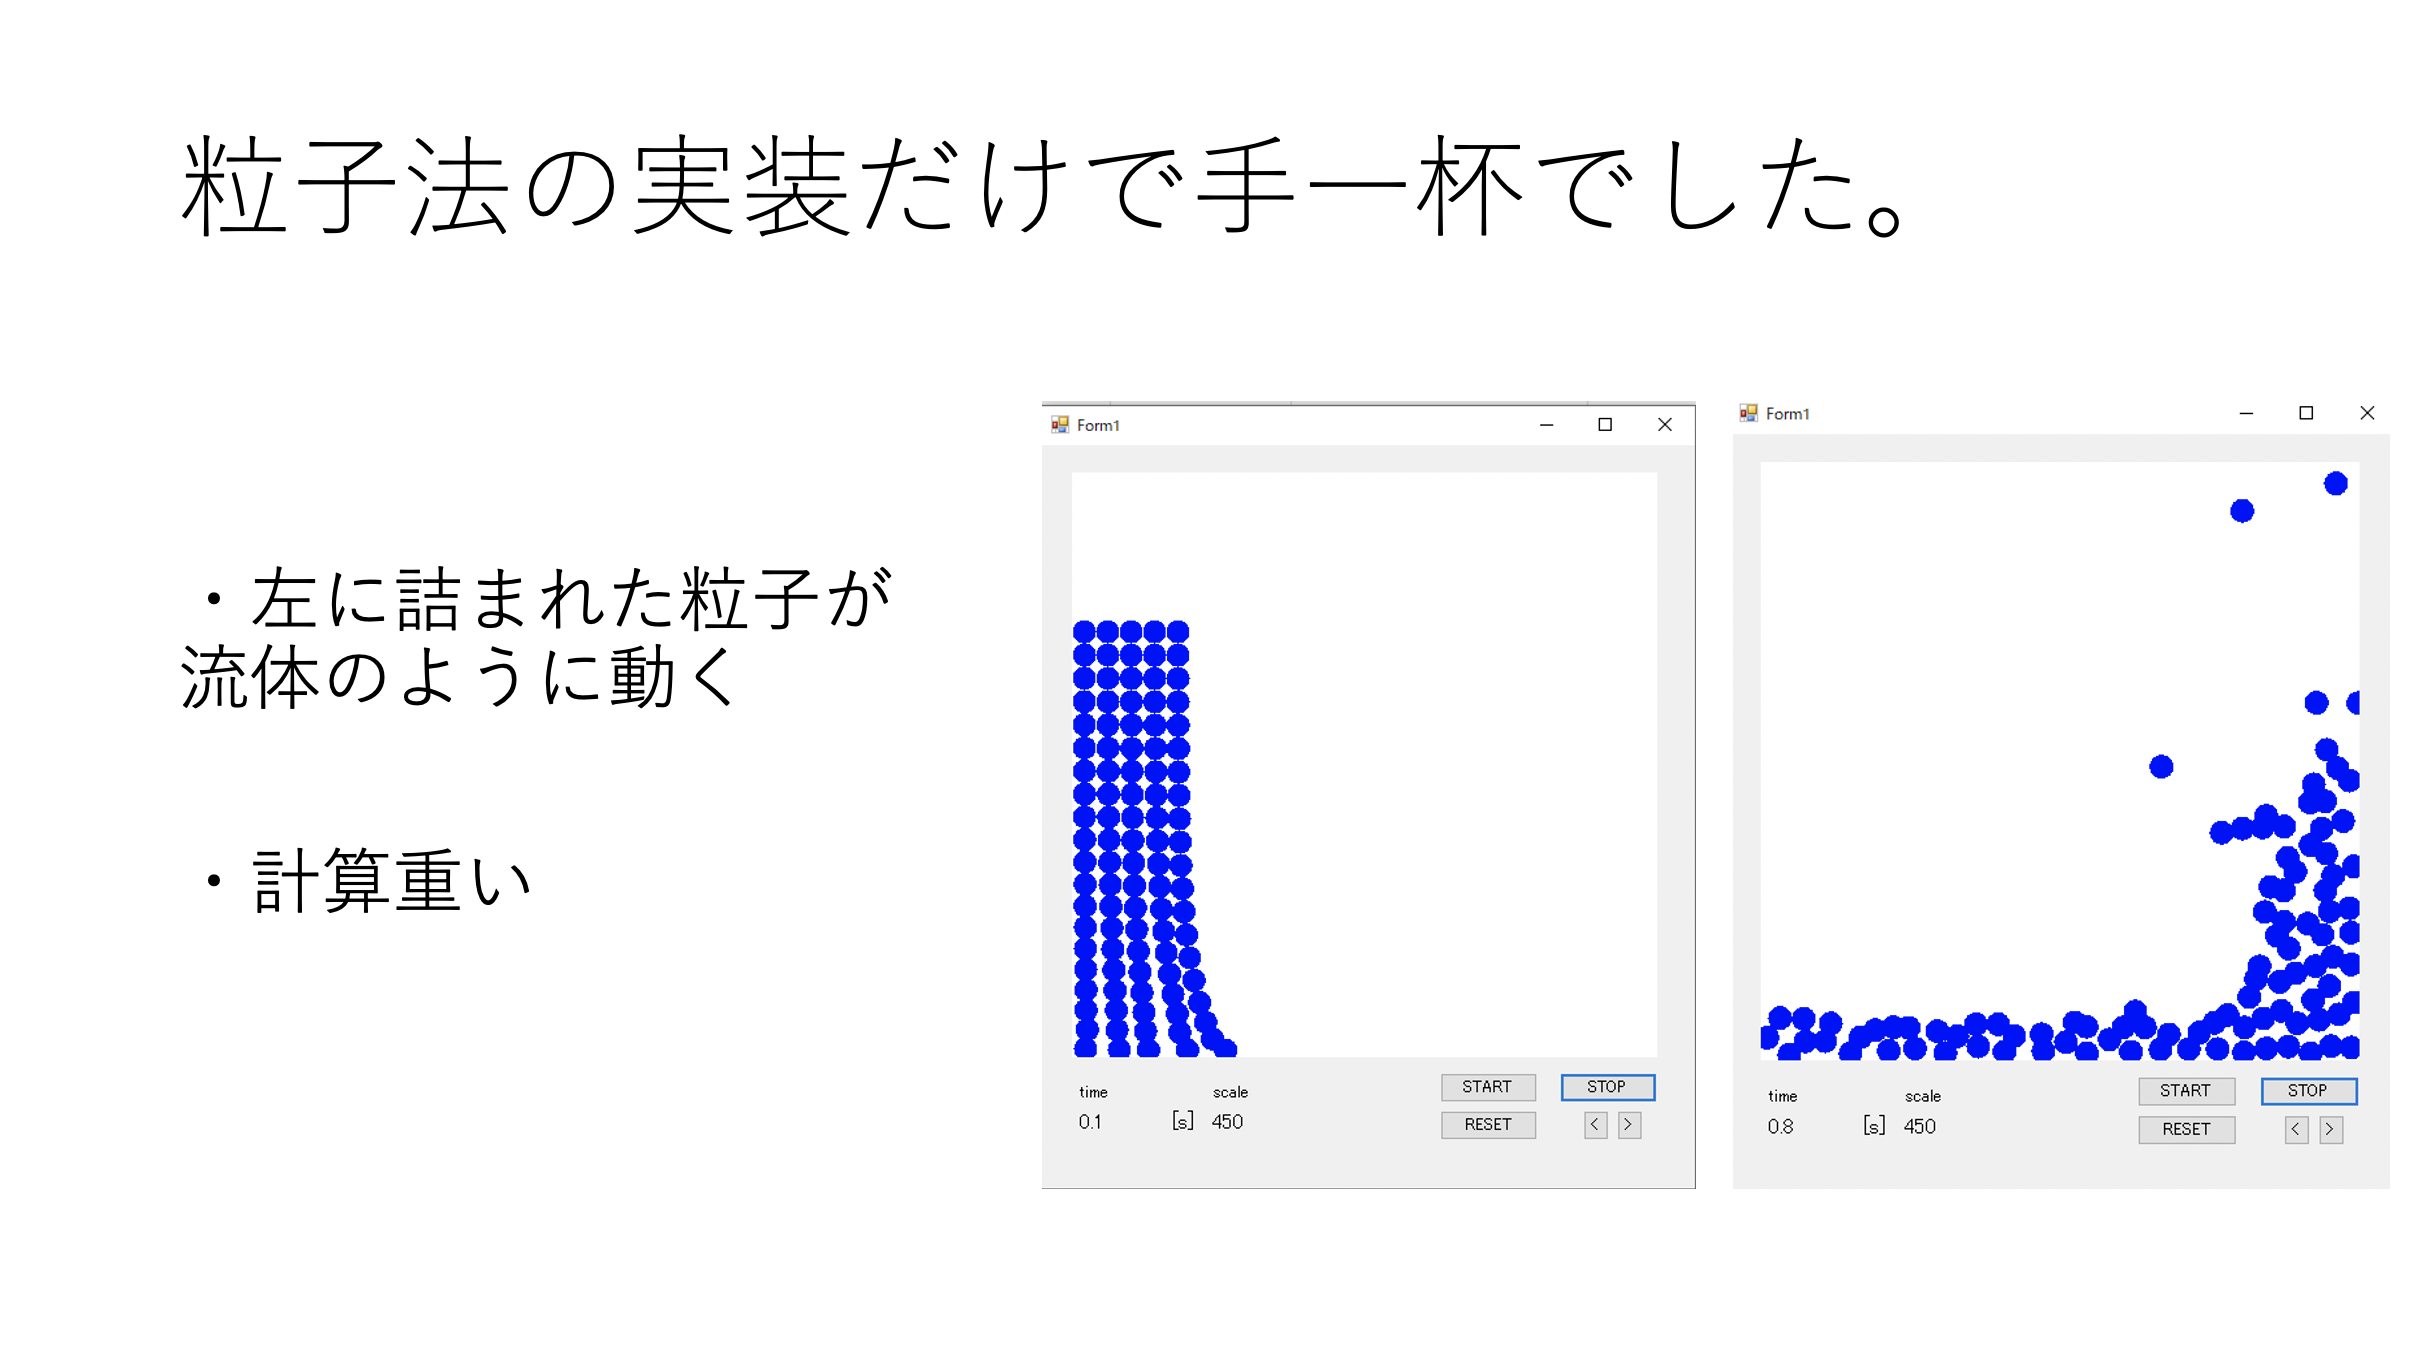 粒子法の実装だけで手一杯でした。
・左に詰まれた粒子が
流体のように動く
・計算重い
Form1
time
scale
START
STOP
0.1
[s]
450
RESET
<
>
Form1
time
scale
START
STOP
0.8
[s]
450
RESET
<
>